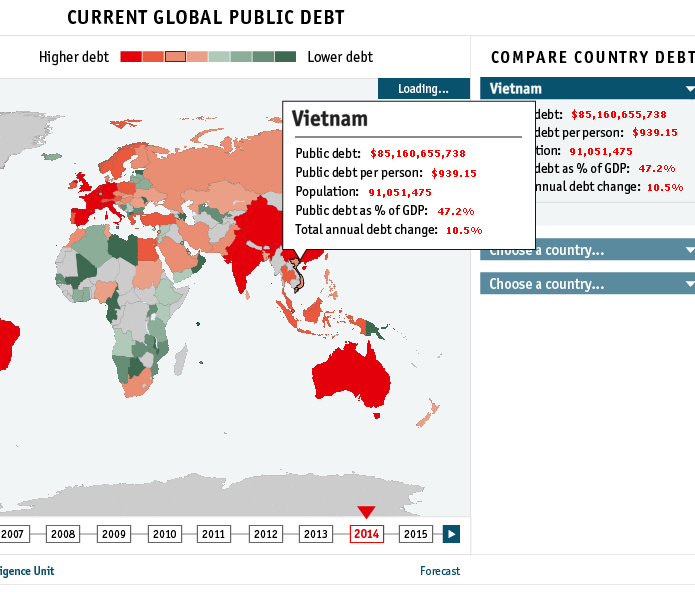 CURRENT GLOBAL PUBLIC DEBT
Higher debt
Lower debt
COMPARE COUNTRY DEBT
Loading...
Vietnam
Vietnam
Public debt: $85,160,655,738
Public debt per person: $939.15
Population: 91,051,475
Public debt as % of GDP: 47.2%
Total annual debt change: 10.5%
debt: $85,160,655,738
debt per person: $939.15
tion: 91,051,475
debt as % of GDP: 47.2%
nnual debt change: 10.5%
Choose a country...
Choose a country...
2007 2008 2009 2010 2011 2012 2013 2014 2015
igence Unit
Forecast